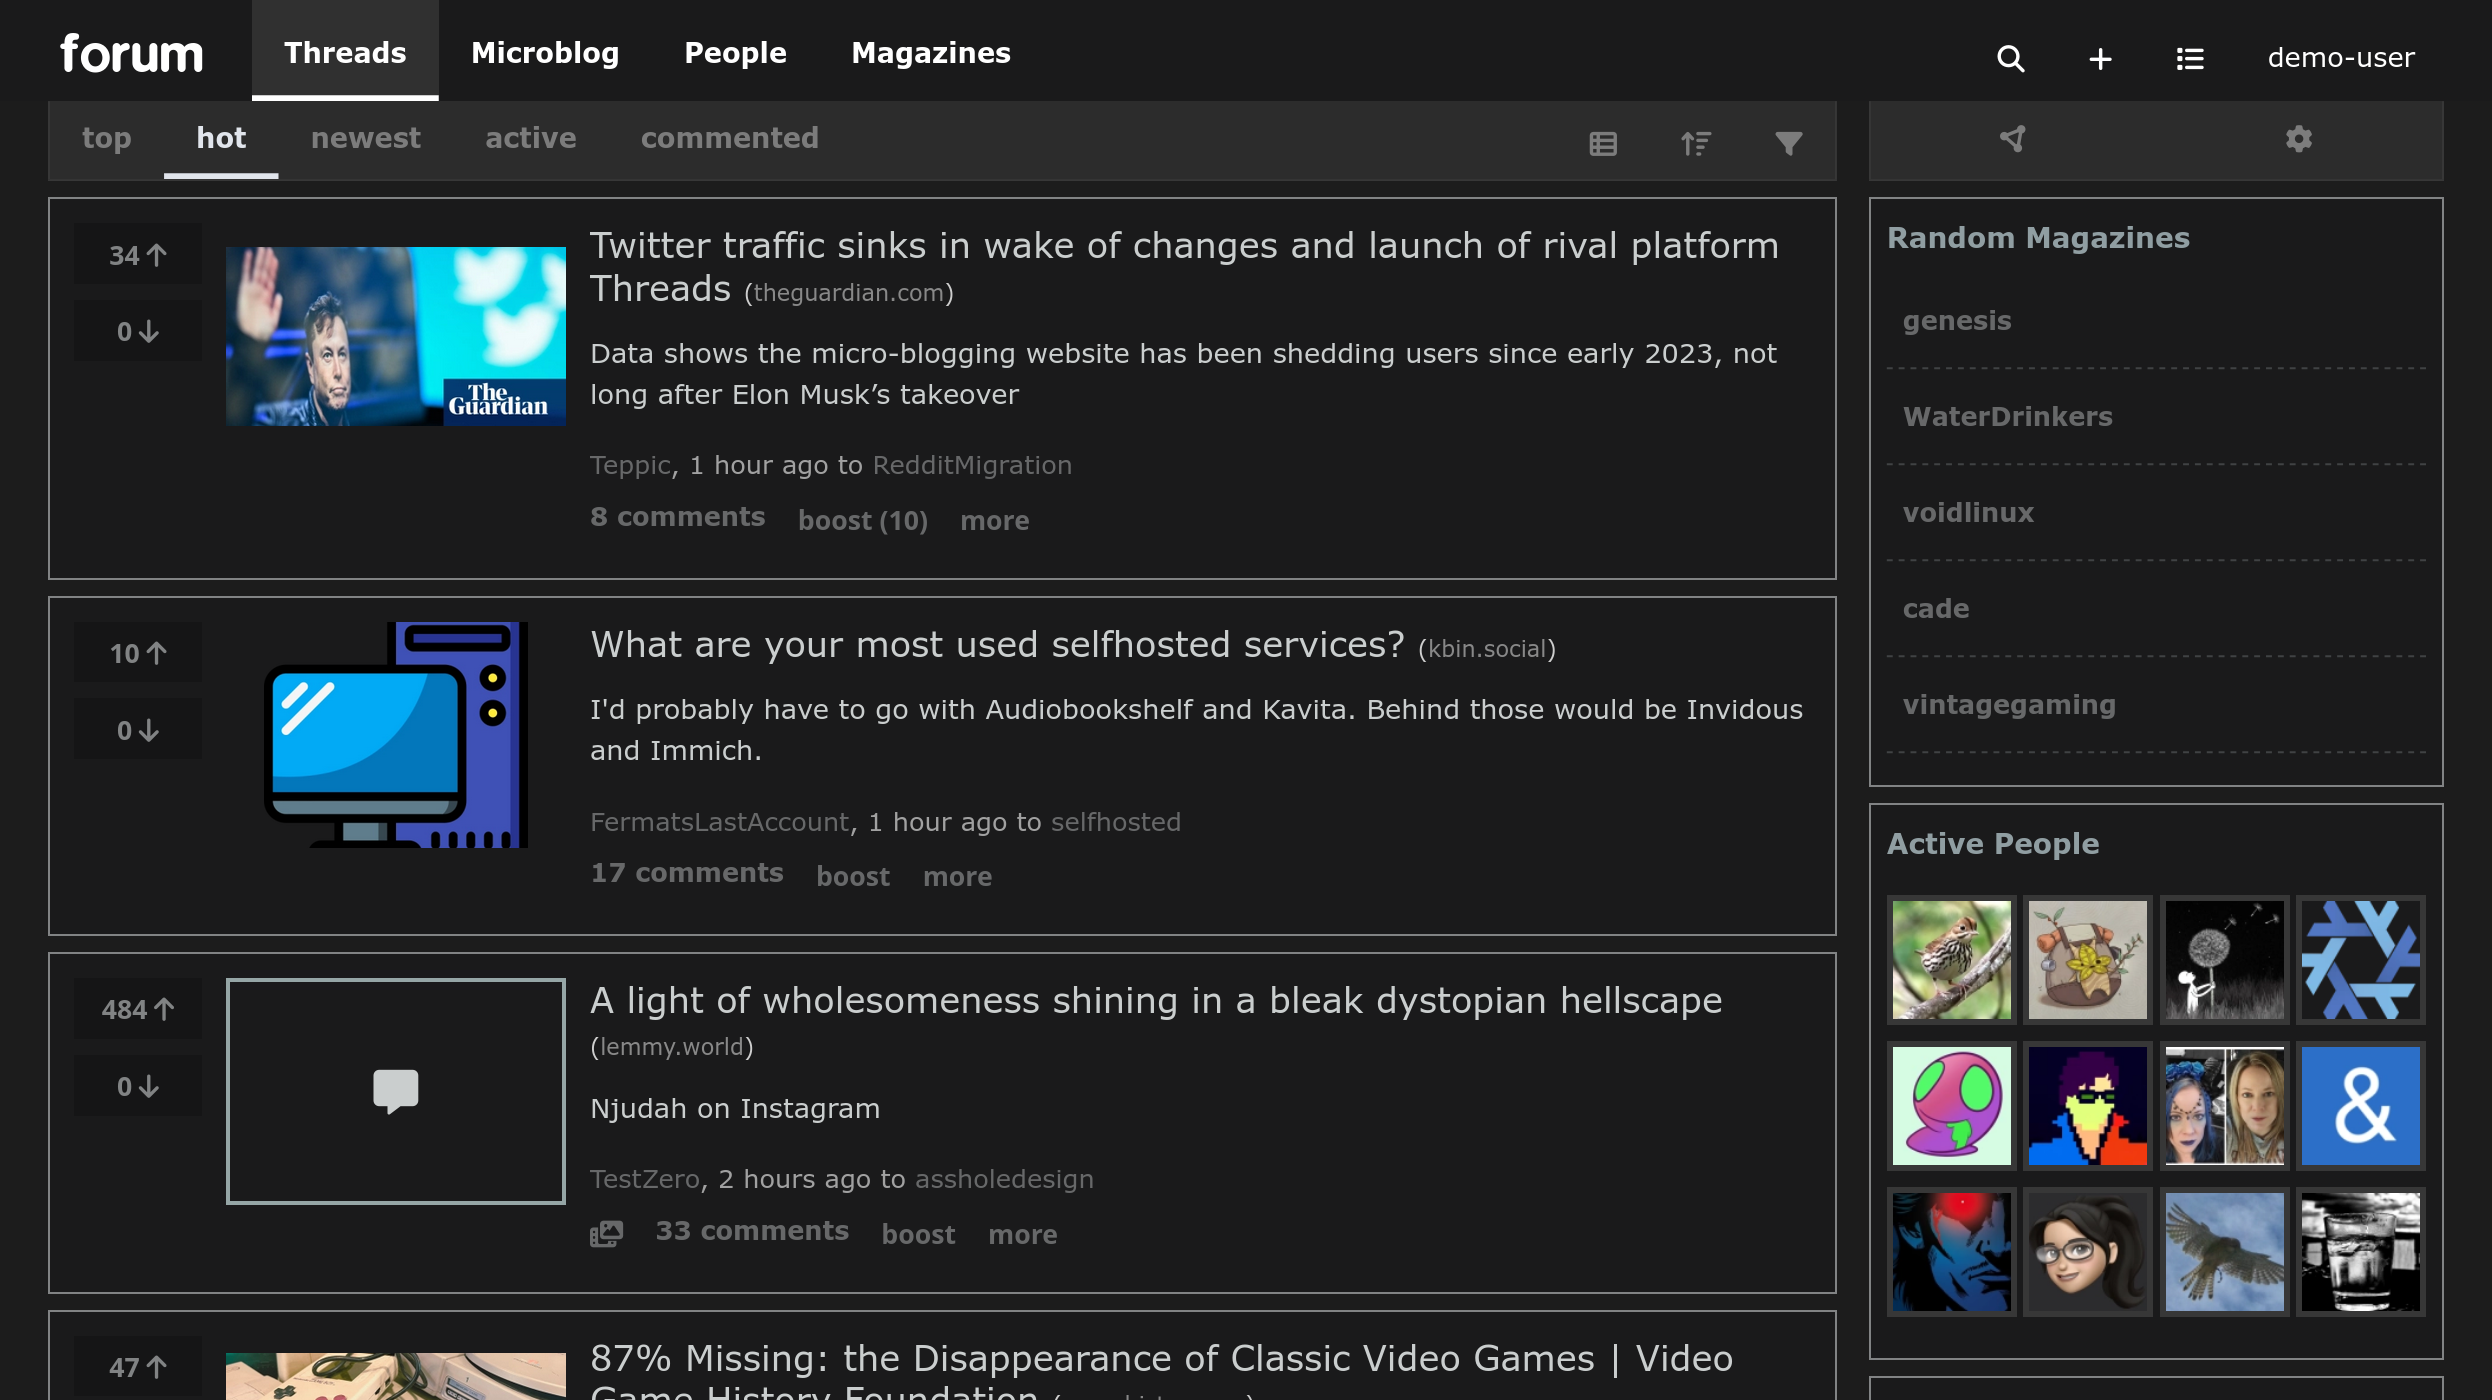 forum
Threads
Microblog
People
Magazines
demo-user
top
hot
newest
active
commented
34
0
Twitter traffic sinks in wake of changes and launch of rival platform
Threads (theguardian.com)
The
Guardian
Data shows the micro-blogging website has been shedding users since early 2023, not
long after Elon Musk’s takeover
Teppic, 1 hour ago to RedditMigration
8 comments boost (10) more
10
0
What are your most used selfhosted services? (kbin.social)
I'd probably have to go with Audiobookshelf and Kavita. Behind those would be Invidous
and Immich.
FermatsLastAccount, 1 hour ago to selfhosted
17 comments boost more
484
0
A light of wholesomeness shining in a bleak dystopian hellscape
(lemmy.world)
Njudah on Instagram
TestZero, 2 hours ago to assholedesign
33 comments boost more
47
87% Missing: the Disappearance of Classic Video Games | Video
Game History Foundation
Random Magazines
genesis
WaterDrinkers
voidlinux
cade
vintagegaming
Active People
&